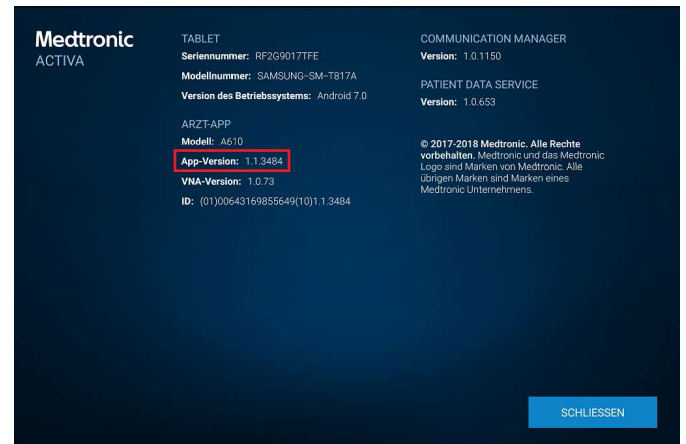 Medtronic
ACTIVA
TABLET
Seriennummer: RF2G9017TFE
Modellnummer: SAMSUNG-SM-T817A
Version des Betriebssystems: Android 7.0
ARZT-APP
Modell: A610
App-Version: 1.1.3484
VNA-Version: 1.0.73
ID: (01)00643169855649(10)1.1.3484
COMMUNICATION MANAGER
Version: 1.0.1150
PATIENT DATA SERVICE
Version: 1.0.653
© 2017-2018 Medtronic. Alle Rechte
vorbehalten. Medtronic und das Medtronic
Logo sind Marken von Medtronic. Alle
übrigen Marken sind Marken eines
Medtronic Unternehmens.
SCHLIESSEN